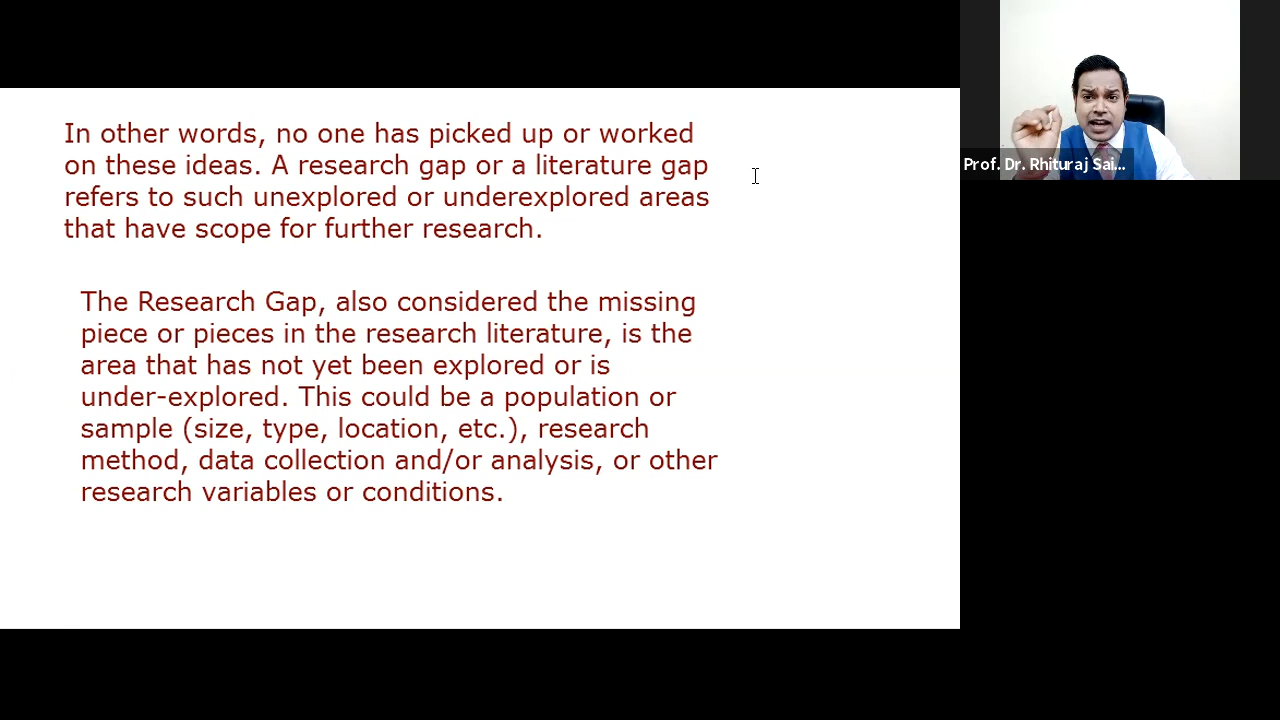 In other words, no one has picked up or worked
on these ideas. A research gap or a literature gap
refers to such unexplored or underexplored areas
that have scope for further research.
The Research Gap, also considered the missing
piece or pieces in the research literature, is the
area that has not yet been explored or is
under-explored. This could be a population or
sample (size, type, location, etc.), research
method, data collection and/or analysis, or other
research variables or conditions.
Prof. Dr. Rhituraj Sai...